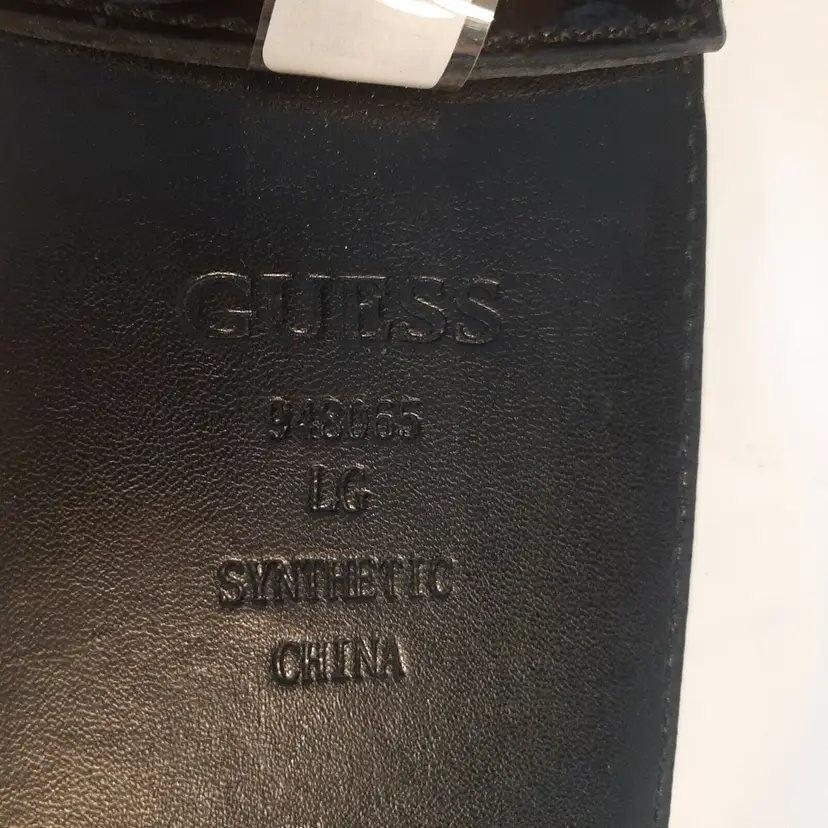 GUESS
948065
LG
SYNTHETIC
CHINA